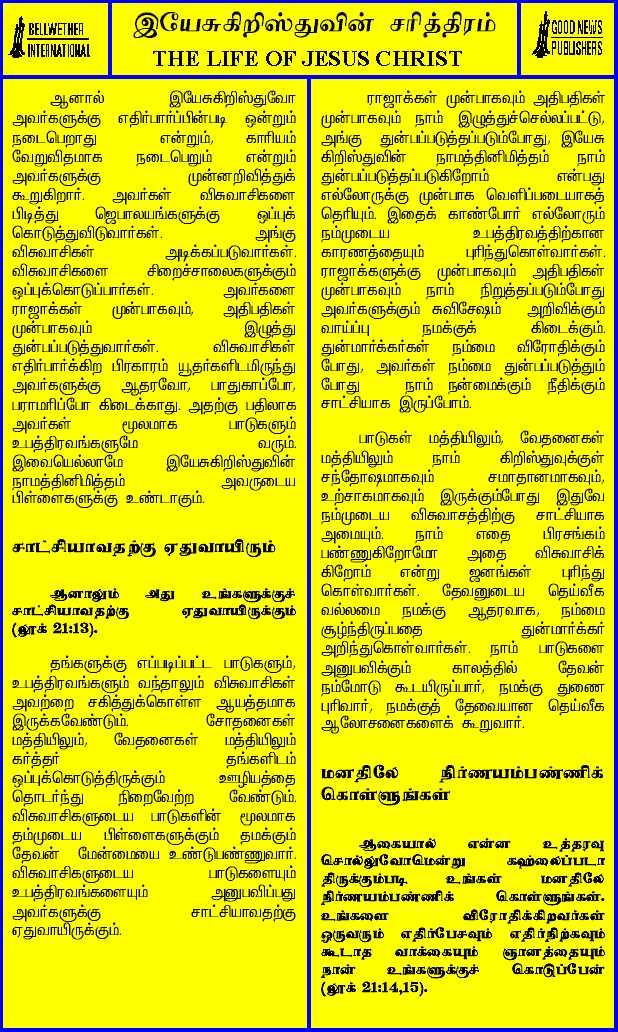 BELLWETHER
INTERNATIONAL
இயேசுகிறிஸ்துவின் சரித்திரம்
THE LIFE OF JESUS CHRIST
GOOD NEWS
PUBLISHERS
ஆனால் இயேசுகிறிஸ்துவோ
அவர்களுக்கு எதிர்பார்ப்பின்படி ஒன்றும்
நடைபெறாது என்றும், காரியம்
வேறுவிதமாக நடைபெறும் என்றும்
அவர்களுக்கு முன்னறிவித்துக்
கூறுகிறார். அவர்கள் விசுவாசிகளை
பிடித்து ஜெபாலயங்களுக்கு ஒப்புக்
கொடுத்துவிடுவார்கள். அங்கு
விசுவாசிகள் அடிக்கப்படுவார்கள்.
விசுவாசிகளை சிறைச்சாலைகளுக்கும்
ஒப்புக்கொடுப்பார்கள். அவர்களை
ராஜாக்கள் முன்பாகவும், அதிபதிகள்
முன்பாகவும் இழுத்து
துன்பப்படுத்துவார்கள். விசுவாசிகள்
எதிர்பார்க்கிற பிரகாரம் யூதர்களிடமிருந்து
அவர்களுக்கு ஆதரவோ, பாதுகாப்போ,
பராமரிப்போ கிடைக்காது. அதற்கு பதிலாக
அவர்கள் மூலமாக பாடுகளும்
உபத்திரவங்களுமே வரும்.
இவையெல்லாமே இயேசுகிறிஸ்துவின்
நாமத்தினிமித்தம் அவருடைய
பிள்ளைகளுக்கு உண்டாகும்.
சாட்சியாவதற்கு ஏதுவாயிரும்
ஆனாலும் அது உங்களுக்குச்
சாட்சியாவதற்கு ஏதுவாயிருக்கும்
(லூக் 21:13).
தங்களுக்கு எப்படிப்பட்ட பாடுகளும்,
உபத்திரவங்களும் வந்தாலும் விசுவாசிகள்
அவற்றை சகித்துக்கொள்ள ஆயத்தமாக
இருக்கவேண்டும். சோதனைகள்
மத்தியிலும், வேதனைகள் மத்தியிலும்
கர்த்தர் தங்களிடம்
ஒப்புக்கொடுத்திருக்கும் ஊழியத்தை
தொடர்ந்து நிறைவேற்ற வேண்டும்.
விசுவாசிகளுடைய பாடுகளின் மூலமாக
தம்முடைய பிள்ளைகளுக்கும் தமக்கும்
தேவன் மேன்மையை உண்டுபண்ணுவார்.
விசுவாசிகளுடைய பாடுகளையும்
உபத்திரவங்களையும் அனுபவிப்பது
அவர்களுக்கு சாட்சியாவதற்கு
ஏதுவாயிருக்கும்.
ராஜாக்கள் முன்பாகவும் அதிபதிகள்
முன்பாகவும் நாம் இழுத்துச்செல்லப்பட்டு,
அங்கு துன்பப்படுத்தப்படும்போது, இயேசு
கிறிஸ்துவின் நாமத்தினிமித்தம் நாம்
துன்பப்படுத்தப்படுகிறோம் என்பது
எல்லோருக்கு முன்பாக வெளிப்படையாகத்
தெரியும். இதைக் காண்போர் எல்லோரும்
நம்முடைய உபத்திரவத்திற்கான
காரணத்தையும் புரிந்துகொள்வார்கள்.
ராஜாக்களுக்கு முன்பாகவும் அதிபதிகள்
முன்பாகவும் நாம் நிறுத்தப்படும்போது
அவர்களுக்கும் சுவிசேஷம் அறிவிக்கும்
வாய்ப்பு நமக்குக் கிடைக்கும்.
துன்மார்க்கர்கள் நம்மை விரோதிக்கும்
போது, அவர்கள் நம்மை துன்பப்படுத்தும்
போது நாம் நன்மைக்கும் நீதிக்கும்
சாட்சியாக இருப்போம்.
பாடுகள் மத்தியிலும், வேதனைகள்
மத்தியிலும் நாம் கிறிஸ்துவுக்குள்
சந்தோஷமாகவும் சமாதானமாகவும்,
உற்சாகமாகவும் இருக்கும்போது இதுவே
நம்முடைய விசுவாசத்திற்கு சாட்சியாக
அமையும். நாம் எதை பிரசங்கம்
பண்ணுகிறோமோ அதை விசுவாசிக்
கிறோம் என்று ஜனங்கள் புரிந்து
கொள்வார்கள். தேவனுடைய தெய்வீக
வல்லமை நமக்கு ஆதரவாக, நம்மை
சூழ்ந்திருப்பதை துன்மார்க்கர்
அறிந்துகொள்வார்கள். நாம் பாடுகளை
அனுபவிக்கும் காலத்தில் தேவன்
நம்மோடு கூடயிருப்பார், நமக்கு துணை
புரிவார், நமக்குத் தேவையான தெய்வீக
ஆலோசனைகளைக் கூறுவார்.
மனதிலே நிர்ணயம்பண்ணிக்
கொள்ளுங்கள்
ஆகையால் என்ன உத்தரவு
சொல்லுவோமென்று கவலைப்படா
திருக்கும்படி உங்கள் மனதிலே
நிர்ணயம்பண்ணிக் கொள்ளுங்கள்.
உங்களை விரோதிக்கிறவர்கள்
ஒருவரும் எதிர்பேசவும் எதிர்நிற்கவும்
கூடாத வாக்கையும் ஞானத்தையும்
நான் உங்களுக்குச் கொடுப்பேன்
(லூக் 21:14,15).